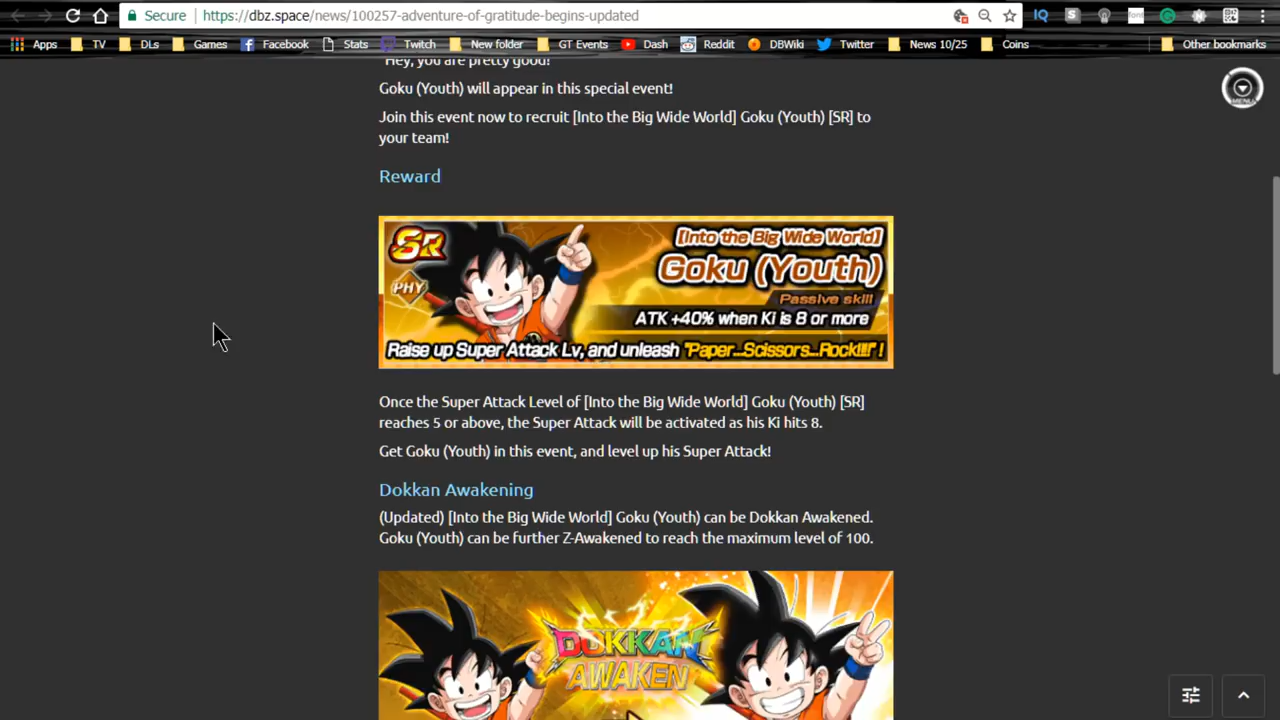 Secure https://dbz.space/news/100257-adventure-of-gratitude-begins-updated
Apps TV DLs Games Facebook Stats Twitch New folder GT Events Dash Reddit DBWiki Twitter News 10/25 Coins Other bookmarks
"Hey, you are pretty good!
Goku (Youth) will appear in this special event!
Join this event now to recruit [Into the Big Wide World] Goku (Youth) [SR] to
your team!
Reward
SR
PHY
[Into the Big Wide World]
Goku (Youth)
Passive skill
ATK +40% when Ki is 8 or more
Raise up Super Attack Lv, and unleash "Paper...Scissors...Rock!!!!"!
Once the Super Attack Level of [Into the Big Wide World] Goku (Youth) [SR]
reaches 5 or above, the Super Attack will be activated as his Ki hits 8.
Get Goku (Youth) in this event, and level up his Super Attack!
Dokkan Awakening
(Updated) [Into the Big Wide World] Goku (Youth) can be Dokkan Awakened.
Goku (Youth) can be further Z-Awakened to reach the maximum level of 100.
DOKKAN
AWAKEN
MENU